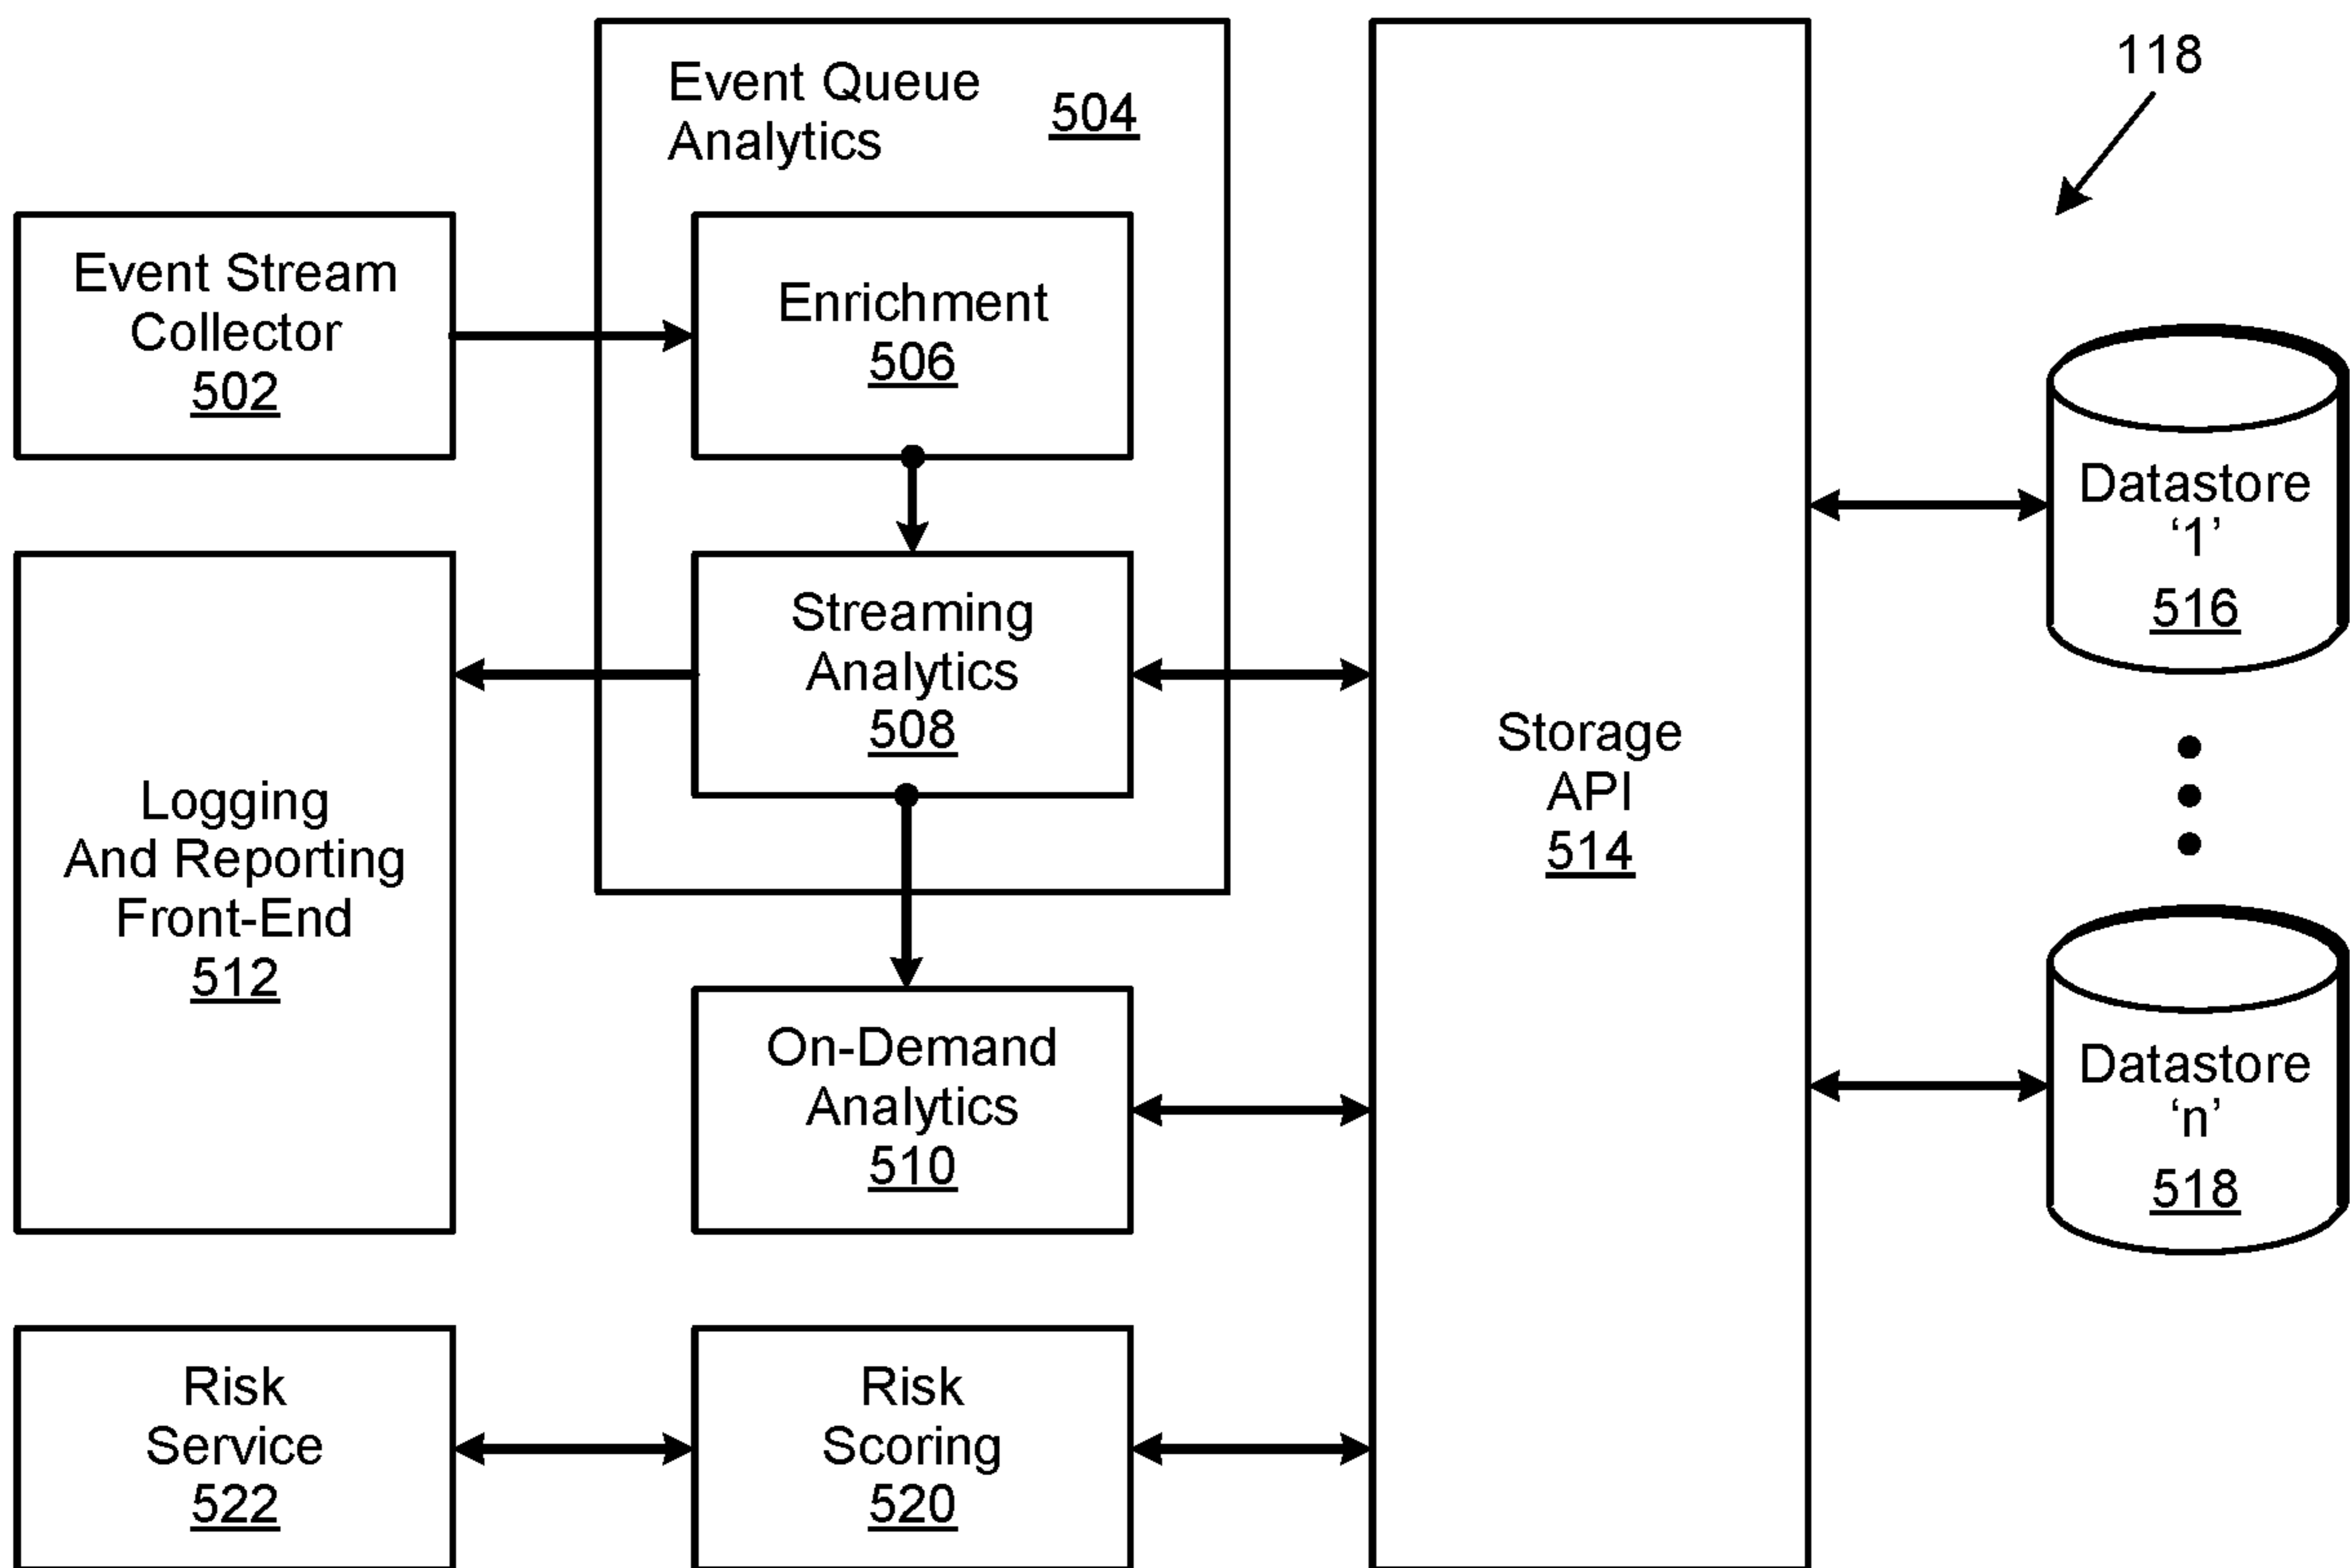 Event Queue
Analytics
504
118
Event Stream
Collector
502
Enrichment
506
Streaming
Analytics
508
Logging
And Reporting
Front-End
512
On-Demand
Analytics
510
Storage
API
514
Datastore
‘1’
516
Datastore
‘n’
518
Risk
Service
522
Risk
Scoring
520